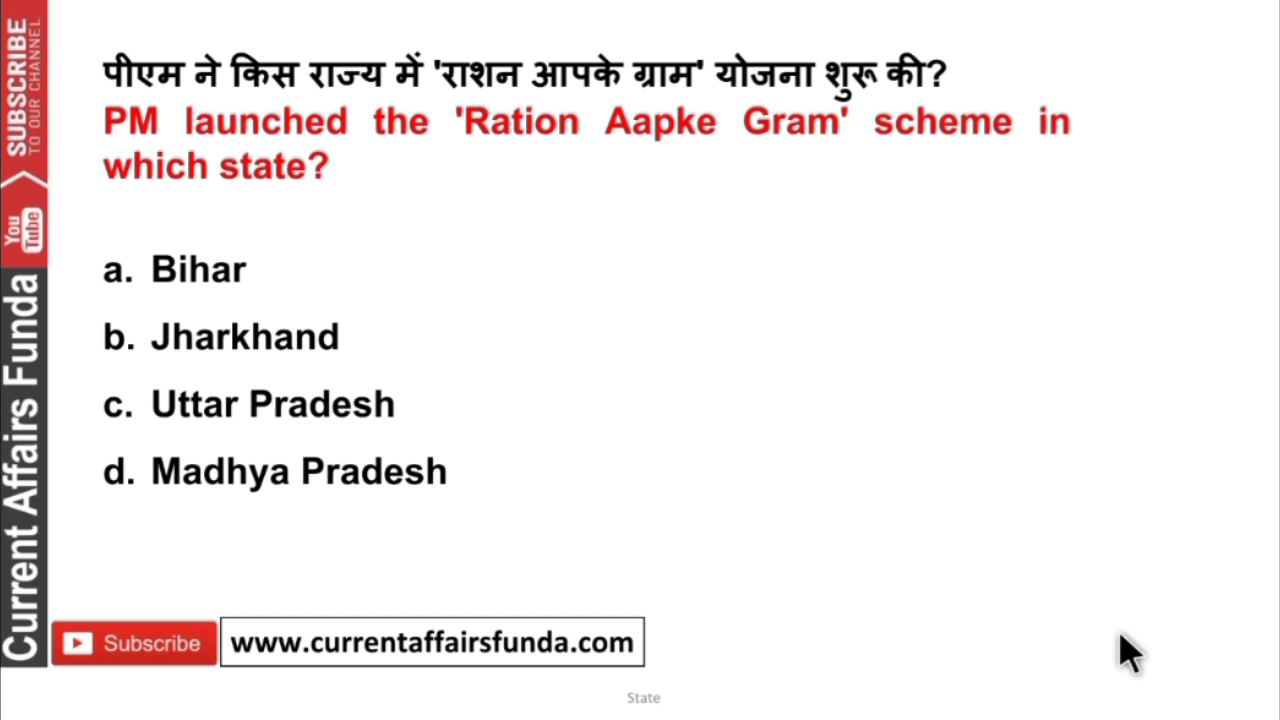 पीएम ने किस राज्य में 'राशन आपके ग्राम' योजना शुरू की?
PM launched the 'Ration Aapke Gram' scheme in
which state?
a. Bihar
b. Jharkhand
c. Uttar Pradesh
d. Madhya Pradesh
SUBSCRIBE
TO OUR CHANNEL
You
Tube
Current Affairs Funda
Subscribe
www.currentaffairsfunda.com
State